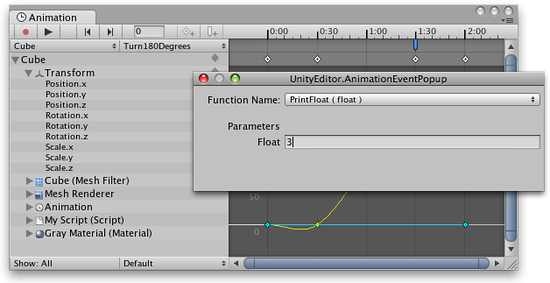 Animation
0 0:00 0:30 1:00 1:30 2:00
Cube Turn180Degrees
Cube
Transform
Position.x
Position.y
Position.z
Rotation.x
Rotation.y
Rotation.z
Scale.x
Scale.y
Scale.z
Cube (Mesh Filter)
Mesh Renderer
Animation
My Script (Script)
Gray Material (Material)
Show: All Default
UnityEditor.AnimationEventPopup
Function Name: PrintFloat ( float )
Parameters
Float 3
50
0